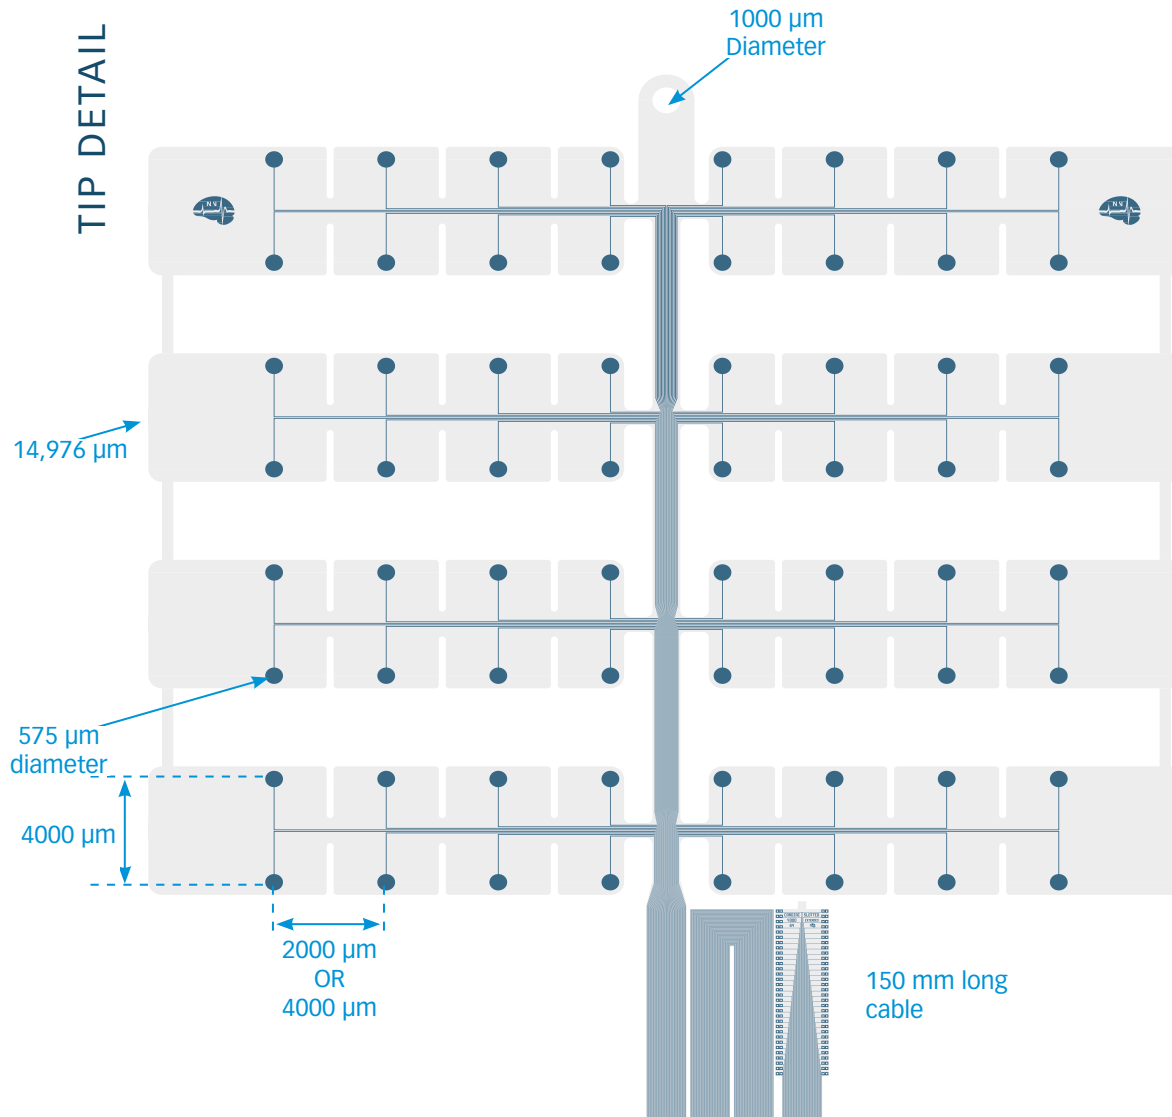 TIP DETAIL
1000 µm
Diameter
14,976 µm
575 µm
diameter
4000 µm
2000 µm
OR
4000 µm
150 mm long
cable